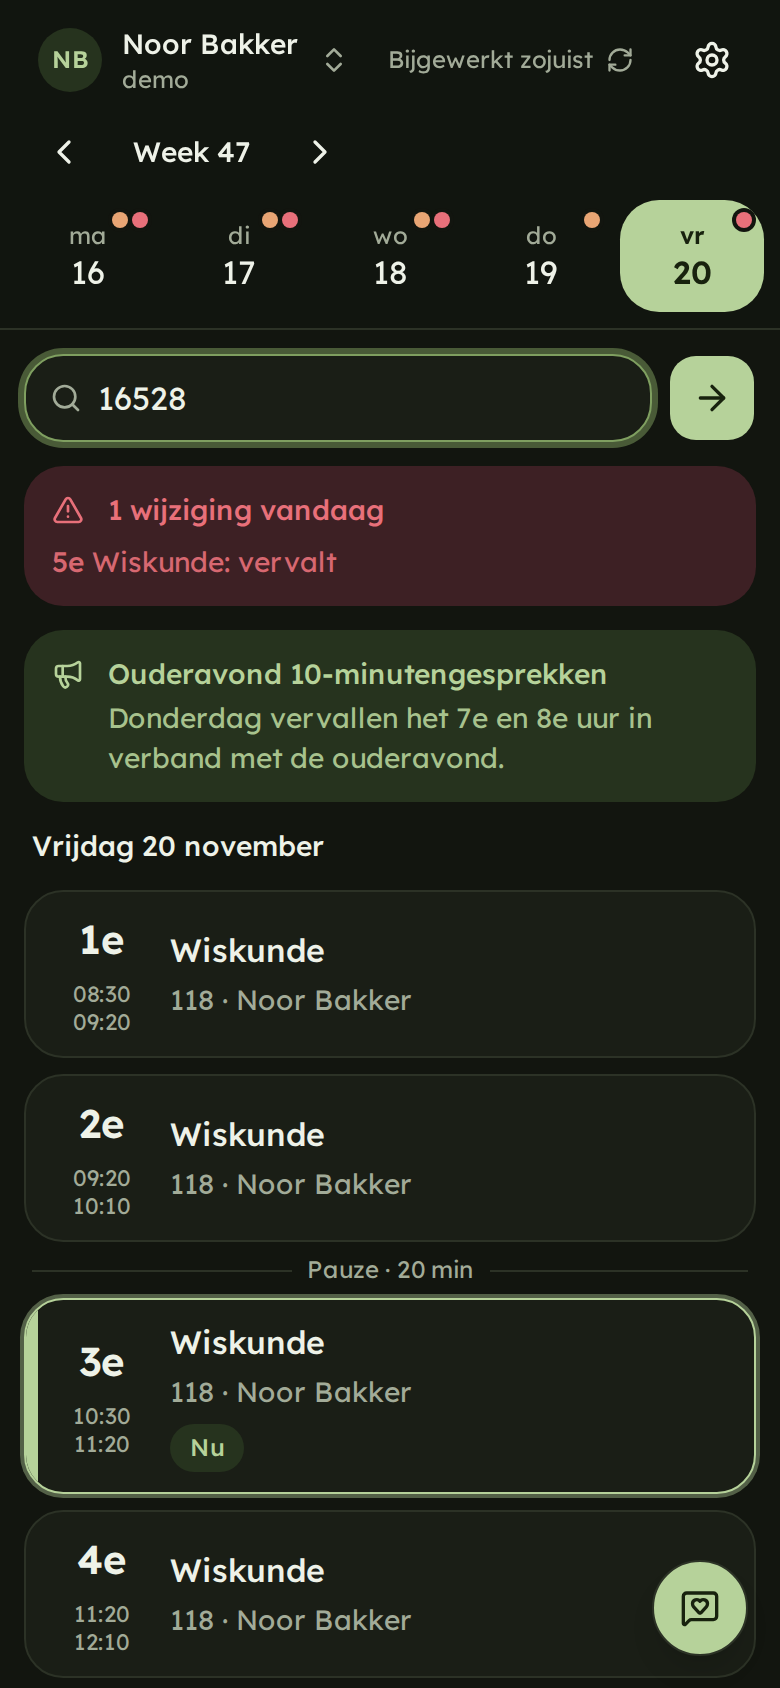 NB
Noor Bakker
demo
Bijgewerkt zojuist
Week 47
ma
16
di
17
wo
18
do
19
vr
20
16528
1 wijziging vandaag
5e Wiskunde: vervalt
Ouderavond 10-minutengesprekken
Donderdag vervallen het 7e en 8e uur in
verband met de ouderavond.
Vrijdag 20 november
1e
08:30
09:20
Wiskunde
118 · Noor Bakker
2e
09:20
10:10
Wiskunde
118 · Noor Bakker
Pauze · 20 min
3e
10:30
11:20
Wiskunde
118 · Noor Bakker
Nu
4e
11:20
12:10
Wiskunde
118 · Noor Bakker